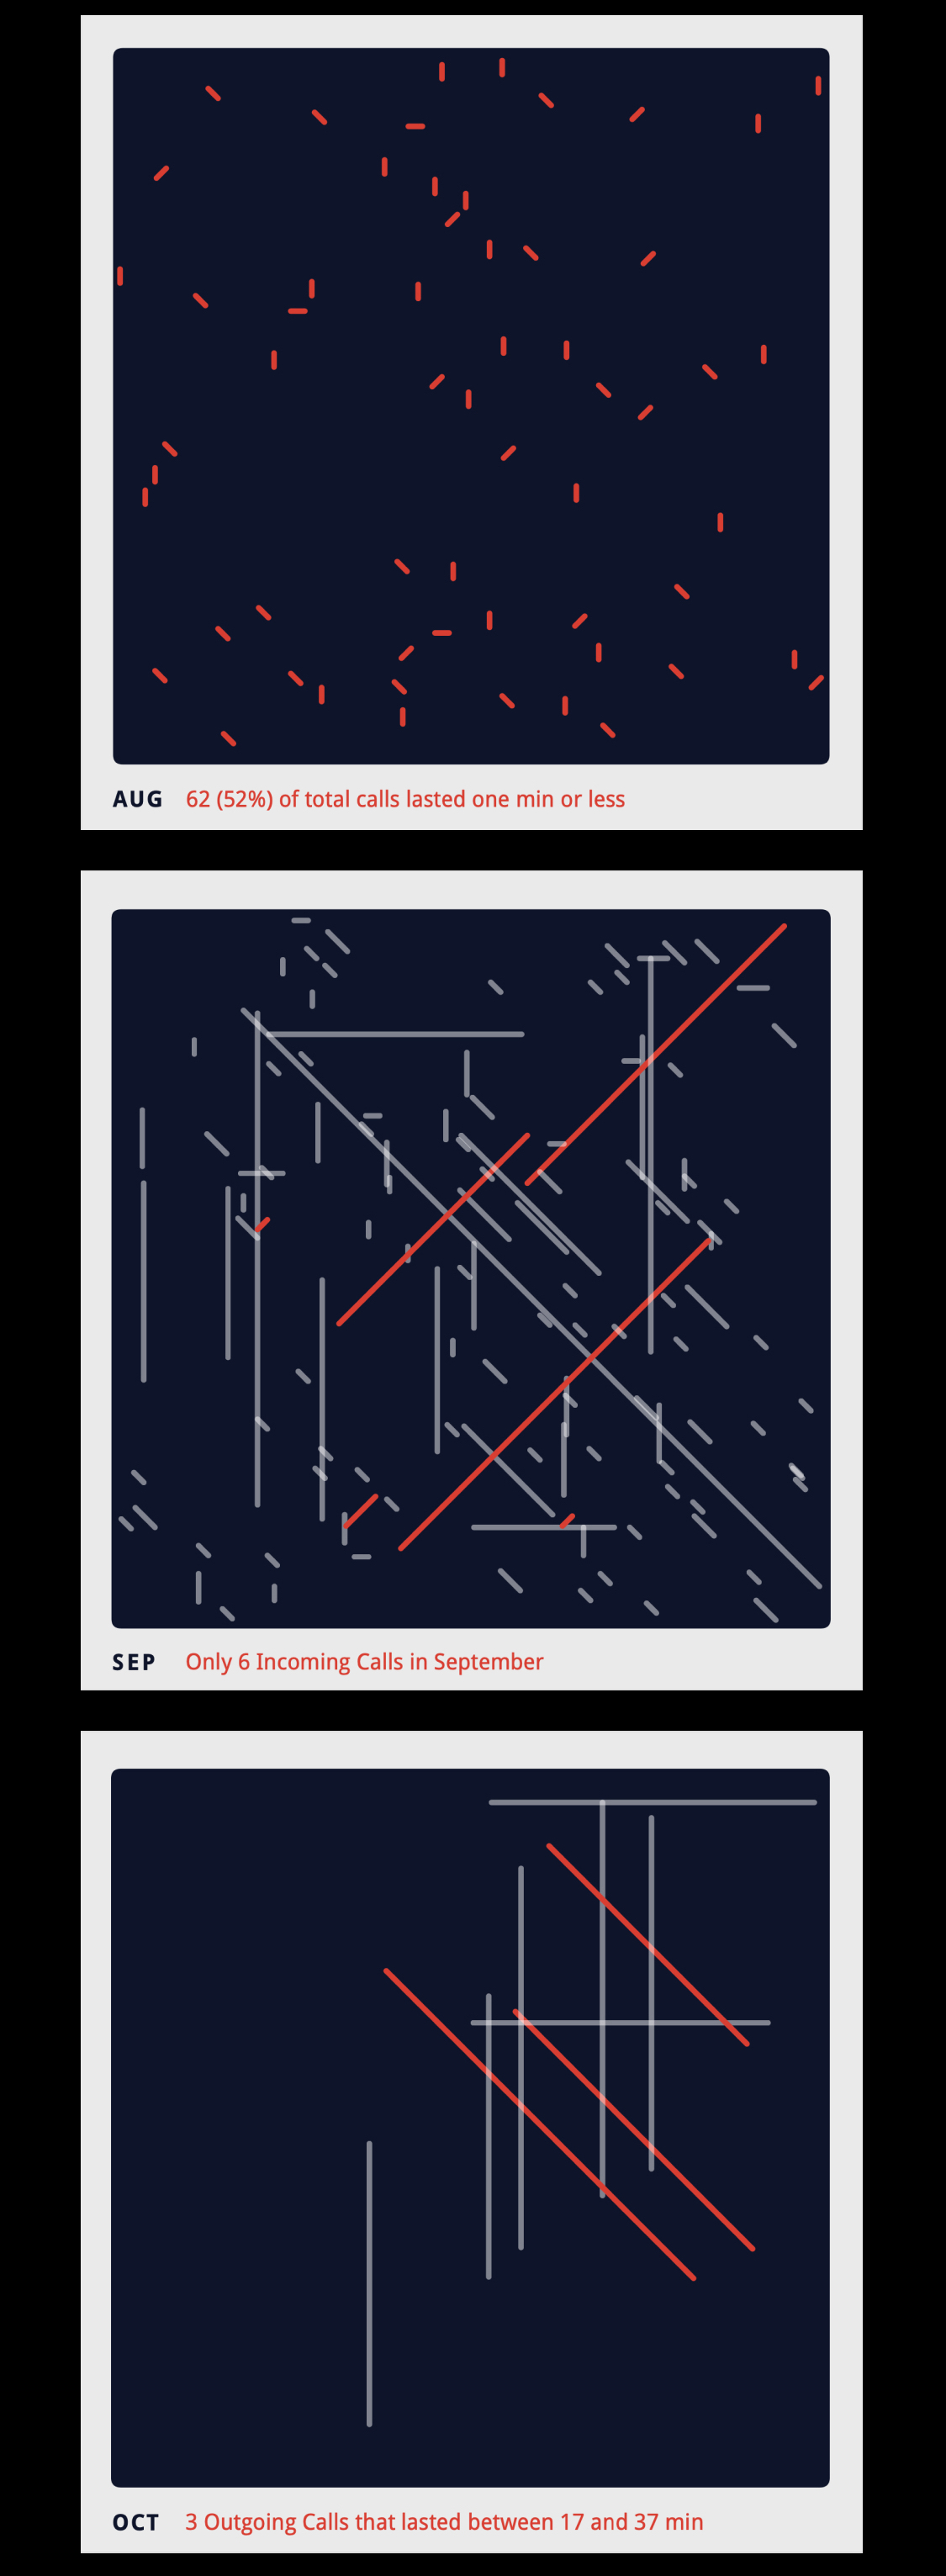 AUG 62 (52%) of total calls lasted one min or less
SEP Only 6 Incoming Calls in September
OCT 3 Outgoing Calls that lasted between 17 and 37 min